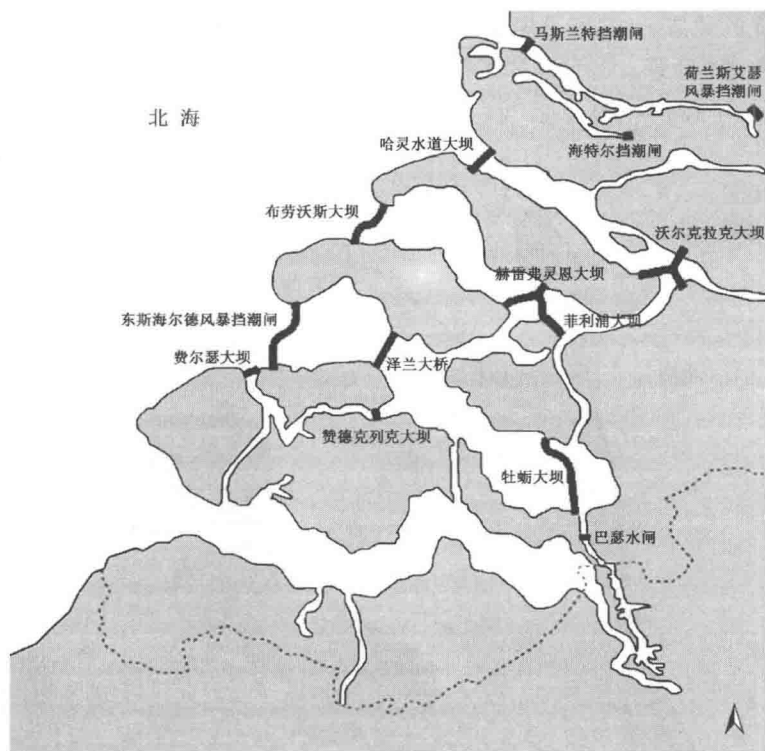 马斯兰特挡潮闸
荷兰斯艾瑟
风暴挡潮闸
北海
哈灵水道大坝
海特尔挡潮闸
布劳沃斯大坝
沃尔克拉克大坝
赫雷弗灵恩大坝
东斯海尔德风暴挡潮闸
菲利浦大坝
费尔瑟大坝
泽兰大桥
赞德克列克大坝
牡蛎大坝
巴瑟水闸